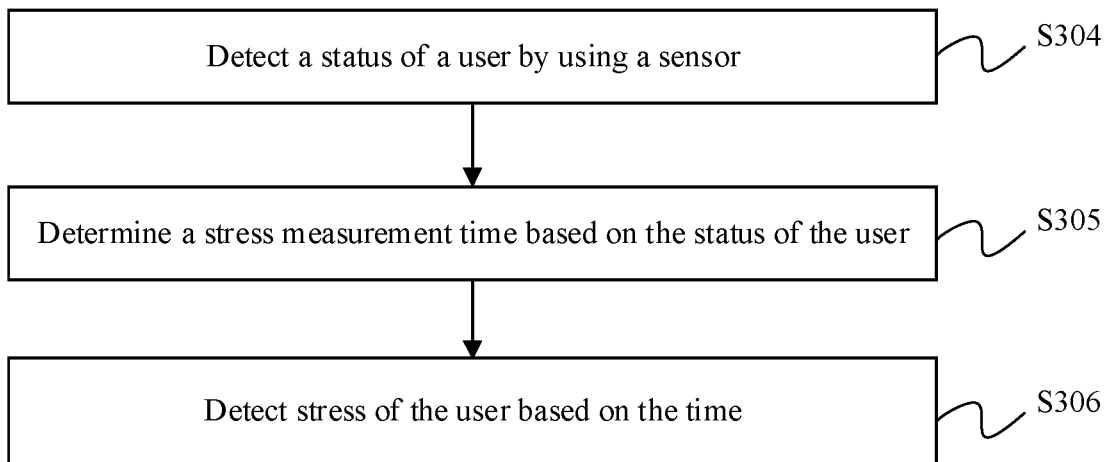 Detect a status of a user by using a sensor
S304
Determine a stress measurement time based on the status of the user
S305
Detect stress of the user based on the time
S306